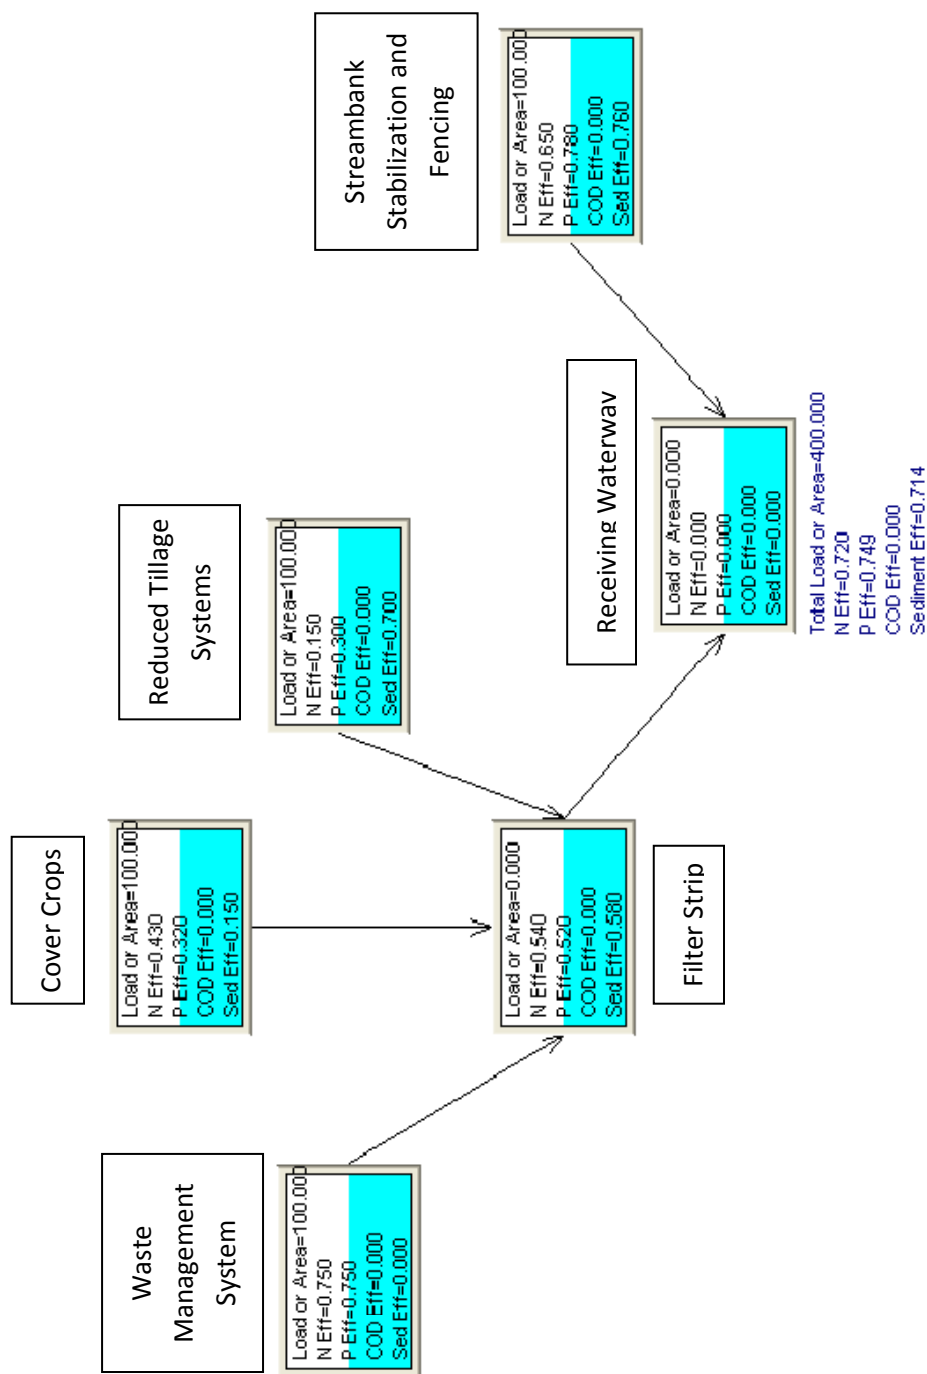 Waste
Management
System
Load or Area=100.000
N Eff=0.750
P Eff=0.750
COD Eff=0.000
Sed Eff=0.000
Cover Crops
Load or Area=100.000
N Eff=0.430
P Eff=0.320
COD Eff=0.000
Sed Eff=0.150
Reduced Tillage
Systems
Load or Area=100.000
N Eff=0.150
P Eff=0.300
COD Eff=0.000
Sed Eff=0.700
Streambank
Stabilization and
Fencing
Load or Area=100.000
N Eff=0.650
P Eff=0.780
COD Eff=0.000
Sed Eff=0.760
Load or Area=0.000
N Eff=0.540
P Eff=0.520
COD Eff=0.000
Sed Eff=0.580
Filter Strip
Receiving Waterway
Load or Area=0.000
N Eff=0.000
P Eff=0.000
COD Eff=0.000
Sed Eff=0.000
Total Load or Area=400.000
N Eff=0.720
P Eff=0.749
COD Eff=0.000
Sediment Eff=0.714